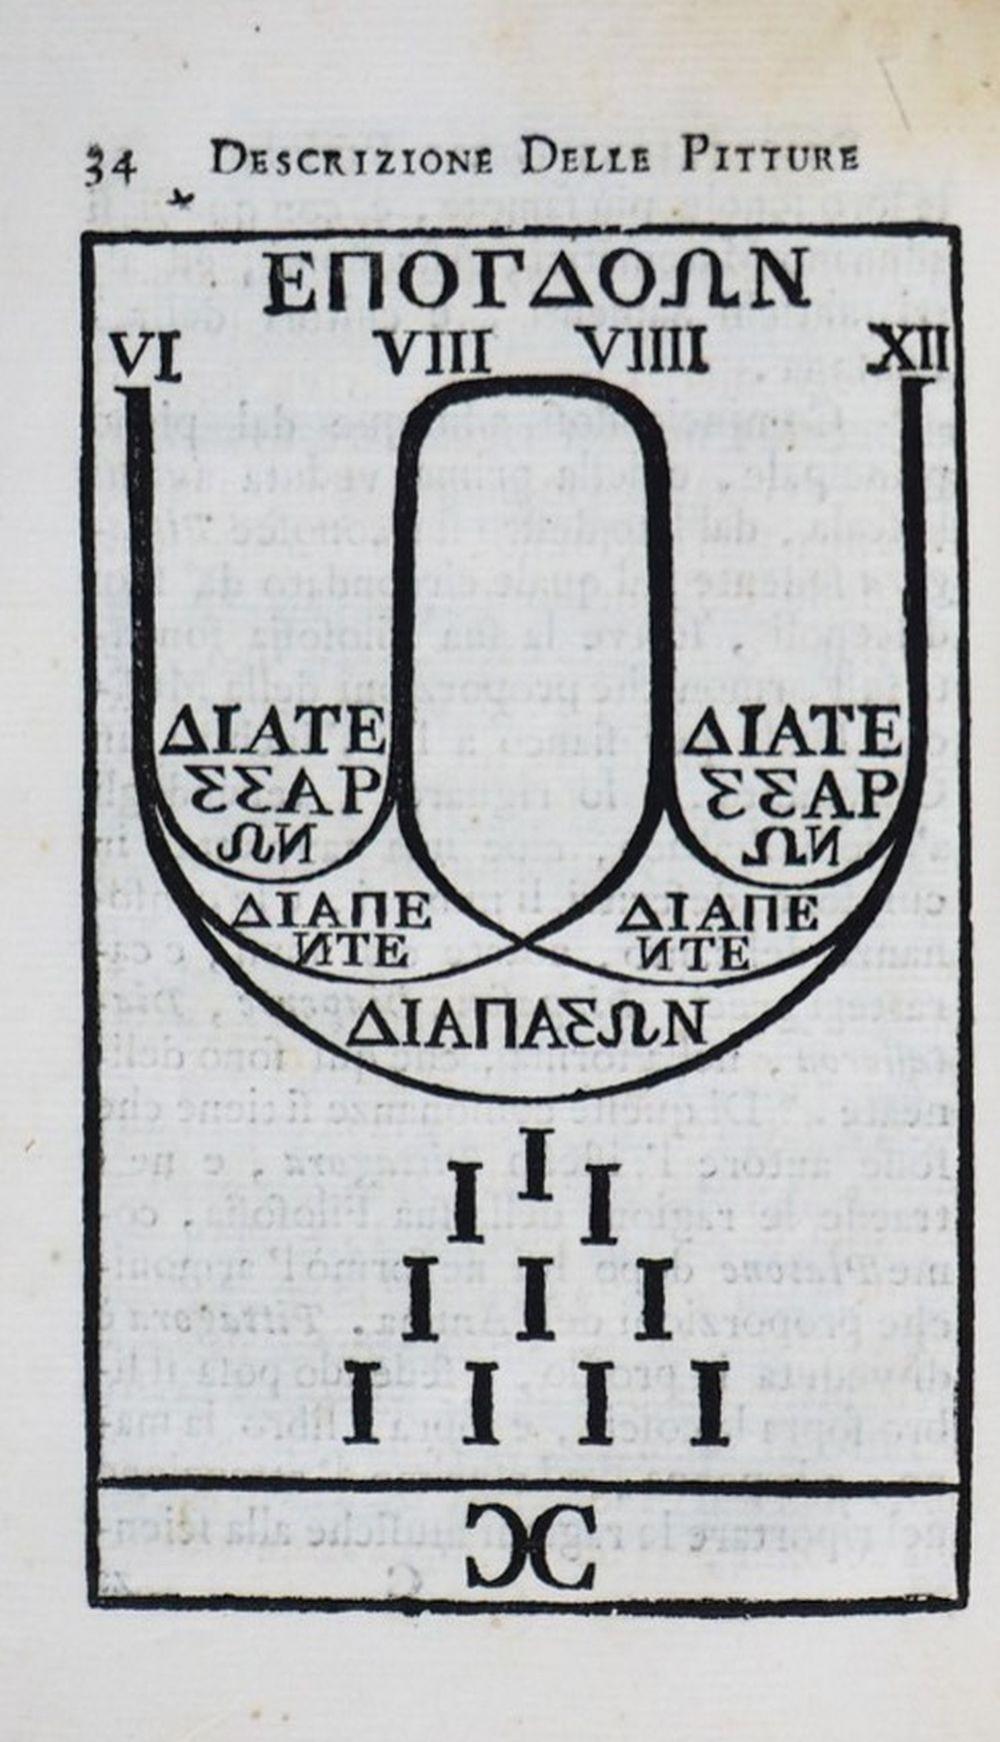 34 DESCRIZIONE DELLE PITTURE
ΕΠΟΓΔΟΩΝ
VI VIII VIIII XII
ΔΙΑΤΕ ΔΙΑΤΕ
ΣΣΑΡ ΣΣΑΡ
ΩΝ ΩΝ
ΔΙΑΠΕ ΔΙΑΠΕ
ΝΤΕ ΝΤΕ
ΔΙΑΠΑΣΩΝ
I
I I
I I I
I I I I
ƆC